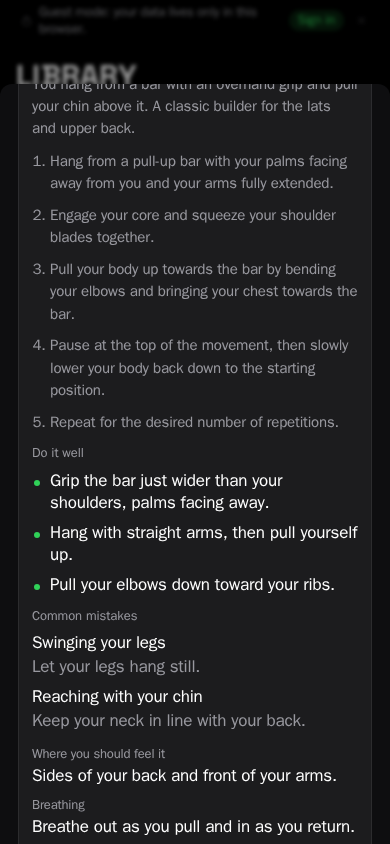 Guest mode: your data lives only in this
browser.
Sign in
LIBRARY
You hang from a bar with an overhand grip and pull
your chin above it. A classic builder for the lats
and upper back.
1. Hang from a pull-up bar with your palms facing
away from you and your arms fully extended.
2. Engage your core and squeeze your shoulder
blades together.
3. Pull your body up towards the bar by bending
your elbows and bringing your chest towards the
bar.
4. Pause at the top of the movement, then slowly
lower your body back down to the starting
position.
5. Repeat for the desired number of repetitions.
Do it well
Grip the bar just wider than your
shoulders, palms facing away.
Hang with straight arms, then pull yourself
up.
Pull your elbows down toward your ribs.
Common mistakes
Swinging your legs
Let your legs hang still.
Reaching with your chin
Keep your neck in line with your back.
Where you should feel it
Sides of your back and front of your arms.
Breathing
Breathe out as you pull and in as you return.